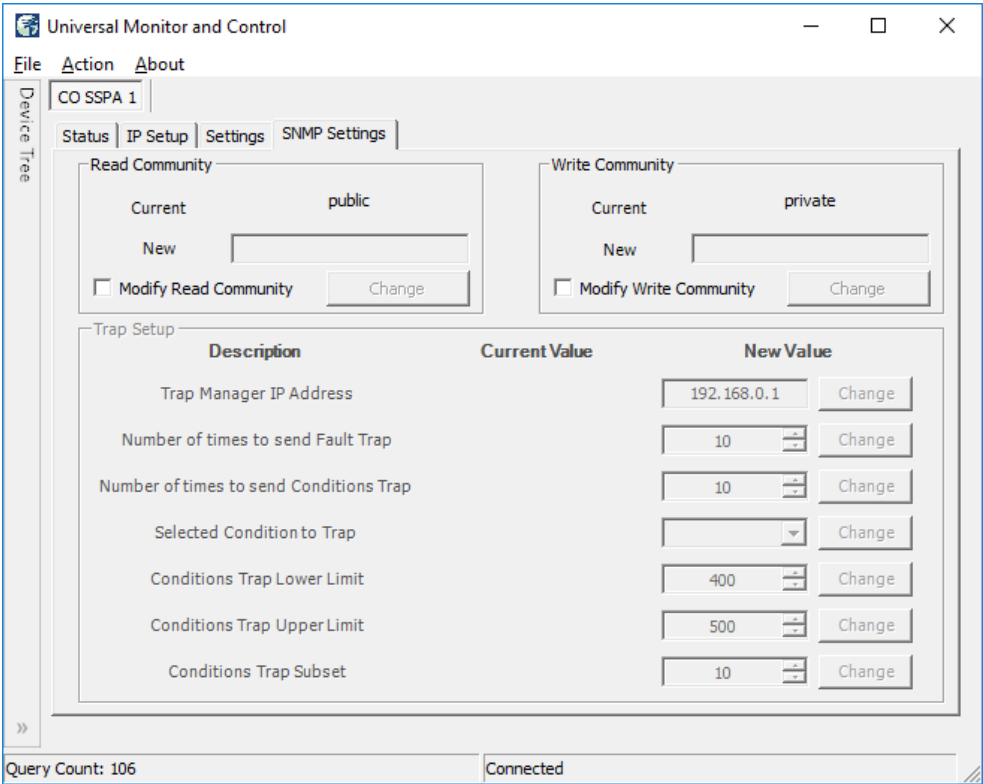 Universal Monitor and Control
File Action About
Device Tree
CO SSPA 1
Status IP Setup Settings SNMP Settings
Read Community
Current public
New
Modify Read Community Change
Write Community
Current private
New
Modify Write Community Change
Trap Setup
Description Current Value New Value
Trap Manager IP Address 192.168.0.1 Change
Number of times to send Fault Trap 10 Change
Number of times to send Conditions Trap 10 Change
Selected Condition to Trap Change
Conditions Trap Lower Limit 400 Change
Conditions Trap Upper Limit 500 Change
Conditions Trap Subset 10 Change
»
Query Count: 106 Connected